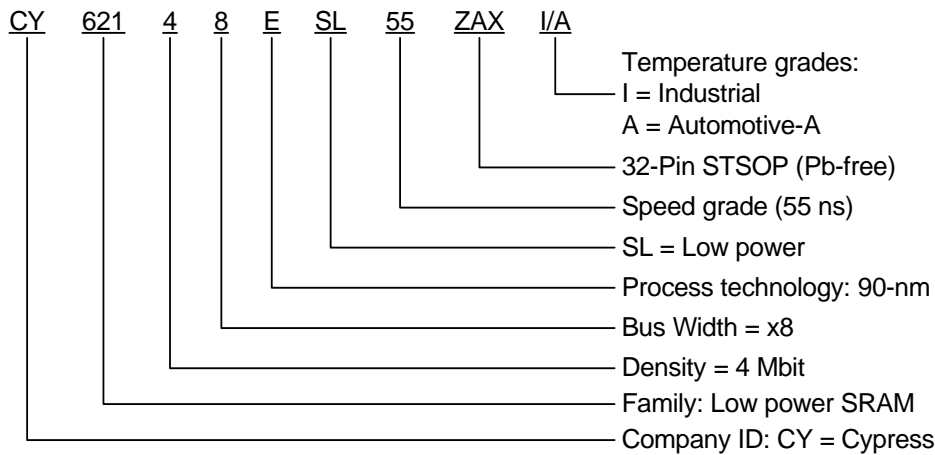 CY 621 4 8 E SL 55 ZAX I/A
Temperature grades:
I = Industrial
A = Automotive-A
32-Pin STSOP (Pb-free)
Speed grade (55 ns)
SL = Low power
Process technology: 90-nm
Bus Width = x8
Density = 4 Mbit
Family: Low power SRAM
Company ID: CY = Cypress